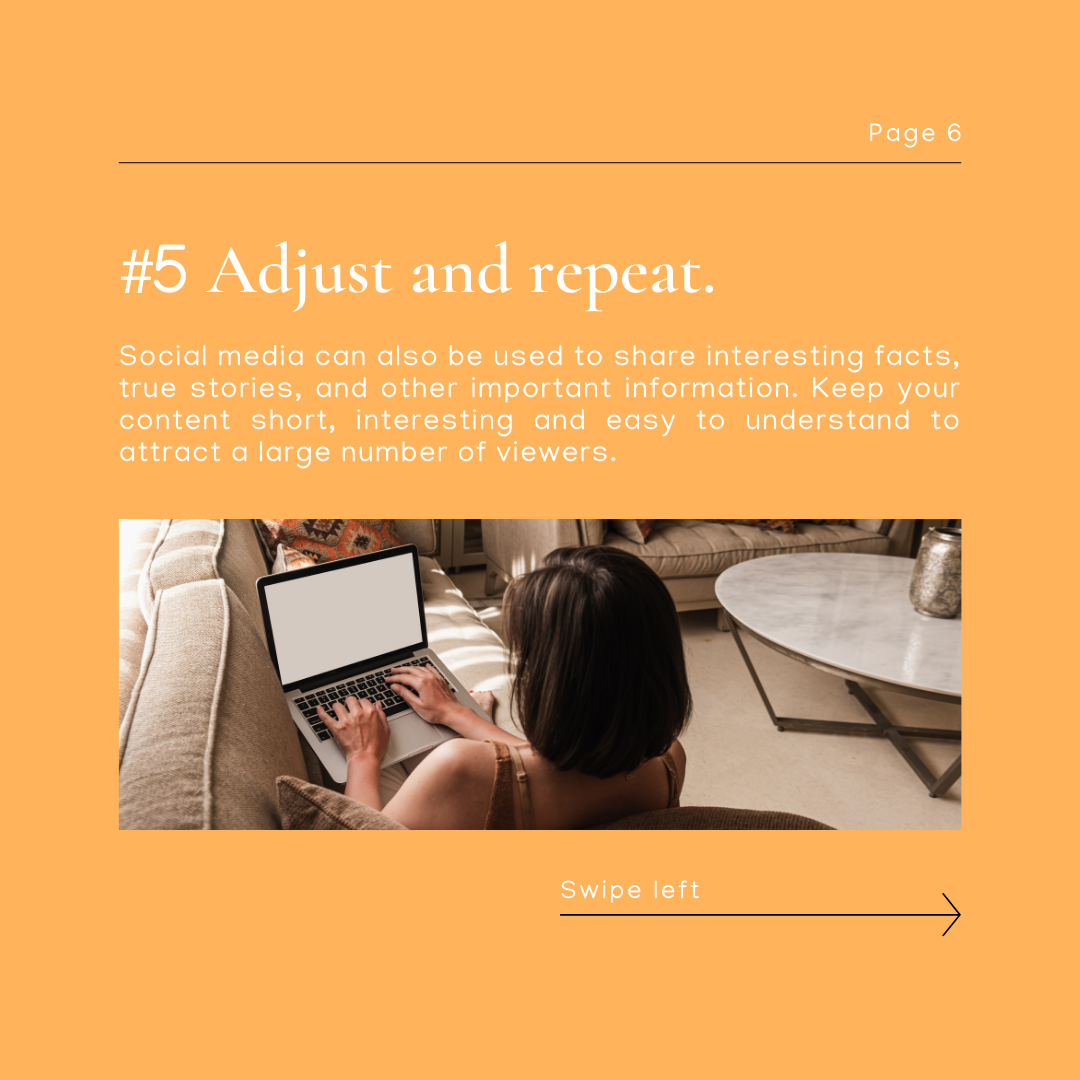 Page 6
#5 Adjust and repeat.
Social media can also be used to share interesting facts,
true stories, and other important information. Keep your
content short, interesting and easy to understand to
attract a large number of viewers.
Swipe left